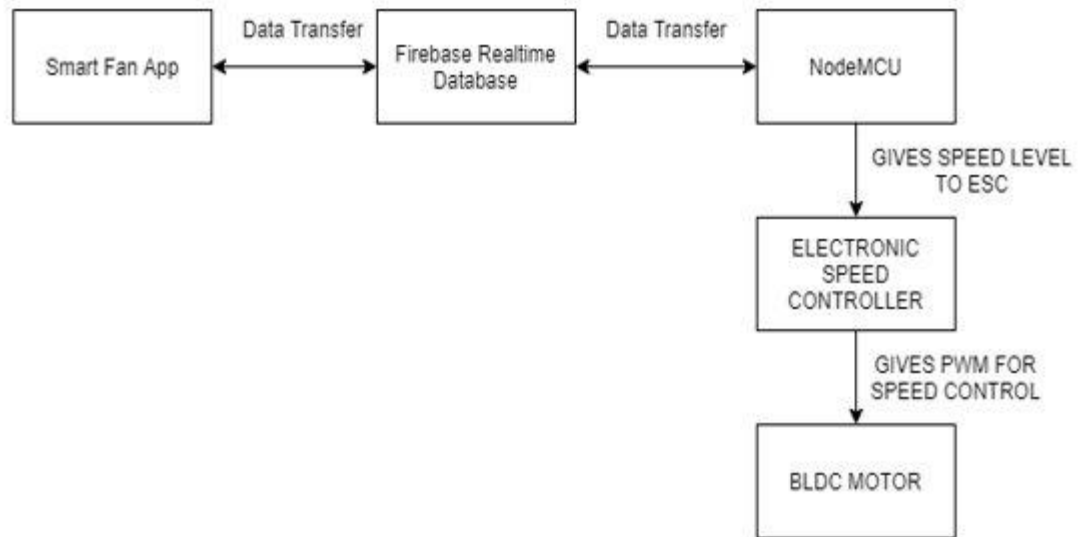 Smart Fan App
Data Transfer
Firebase Realtime
Database
Data Transfer
NodeMCU
GIVES SPEED LEVEL
TO ESC
ELECTRONIC
SPEED
CONTROLLER
GIVES PWM FOR
SPEED CONTROL
BLDC MOTOR